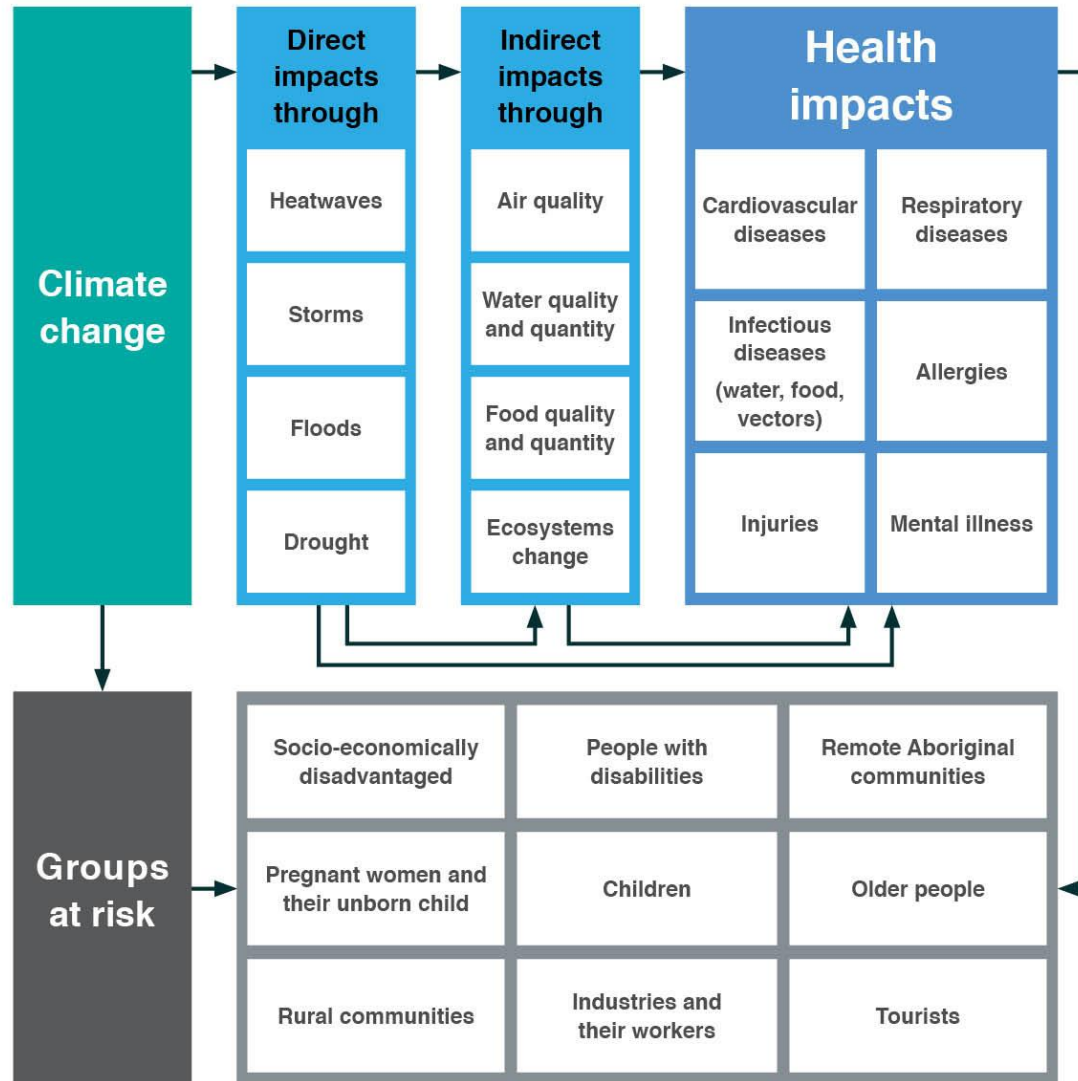 Climate
change
Direct
impacts
through
Heatwaves
Storms
Floods
Drought
Indirect
impacts
through
Air quality
Water quality
and quantity
Food quality
and quantity
Ecosystems
change
Health
impacts
Cardiovascular
diseases
Respiratory
diseases
Infectious
diseases
(water, food,
vectors)
Allergies
Injuries
Mental illness
Groups
at risk
Socio-economically
disadvantaged
People with
disabilities
Remote Aboriginal
communities
Pregnant women and
their unborn child
Children
Older people
Rural communities
Industries and
their workers
Tourists